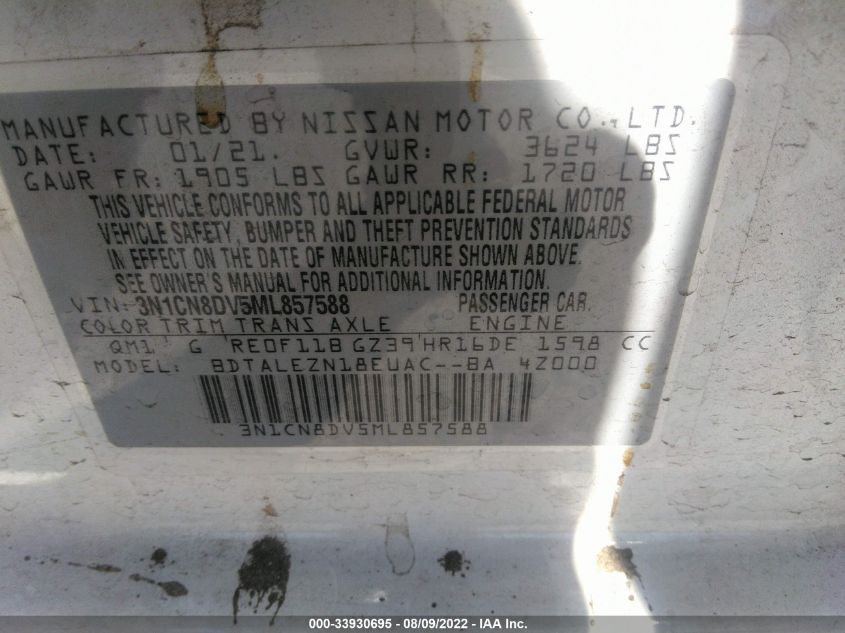 MANUFACTURED BY NISSAN MOTOR CO., LTD.
DATE: 01/21. GVWR: 3624 LBS
GAWR FR: 1905 LBS GAWR RR: 1720 LBS
THIS VEHICLE CONFORMS TO ALL APPLICABLE FEDERAL MOTOR
VEHICLE SAFETY, BUMPER AND THEFT PREVENTION STANDARDS
IN EFFECT ON THE DATE OF MANUFACTURE SHOWN ABOVE.
SEE OWNER'S MANUAL FOR ADDITIONAL INFORMATION.
VIN: 3N1CN8DV5ML857588 PASSENGER CAR.
COLOR TRIM TRANS AXLE ENGINE
QM1 G RE0F11B GZ39 HR16DE 1598 CC
MODEL: BDTALEZN18EUAC--BA 4Z000
3N1CN8DV5ML857588
000-33930695 - 08/09/2022 - IAA Inc.